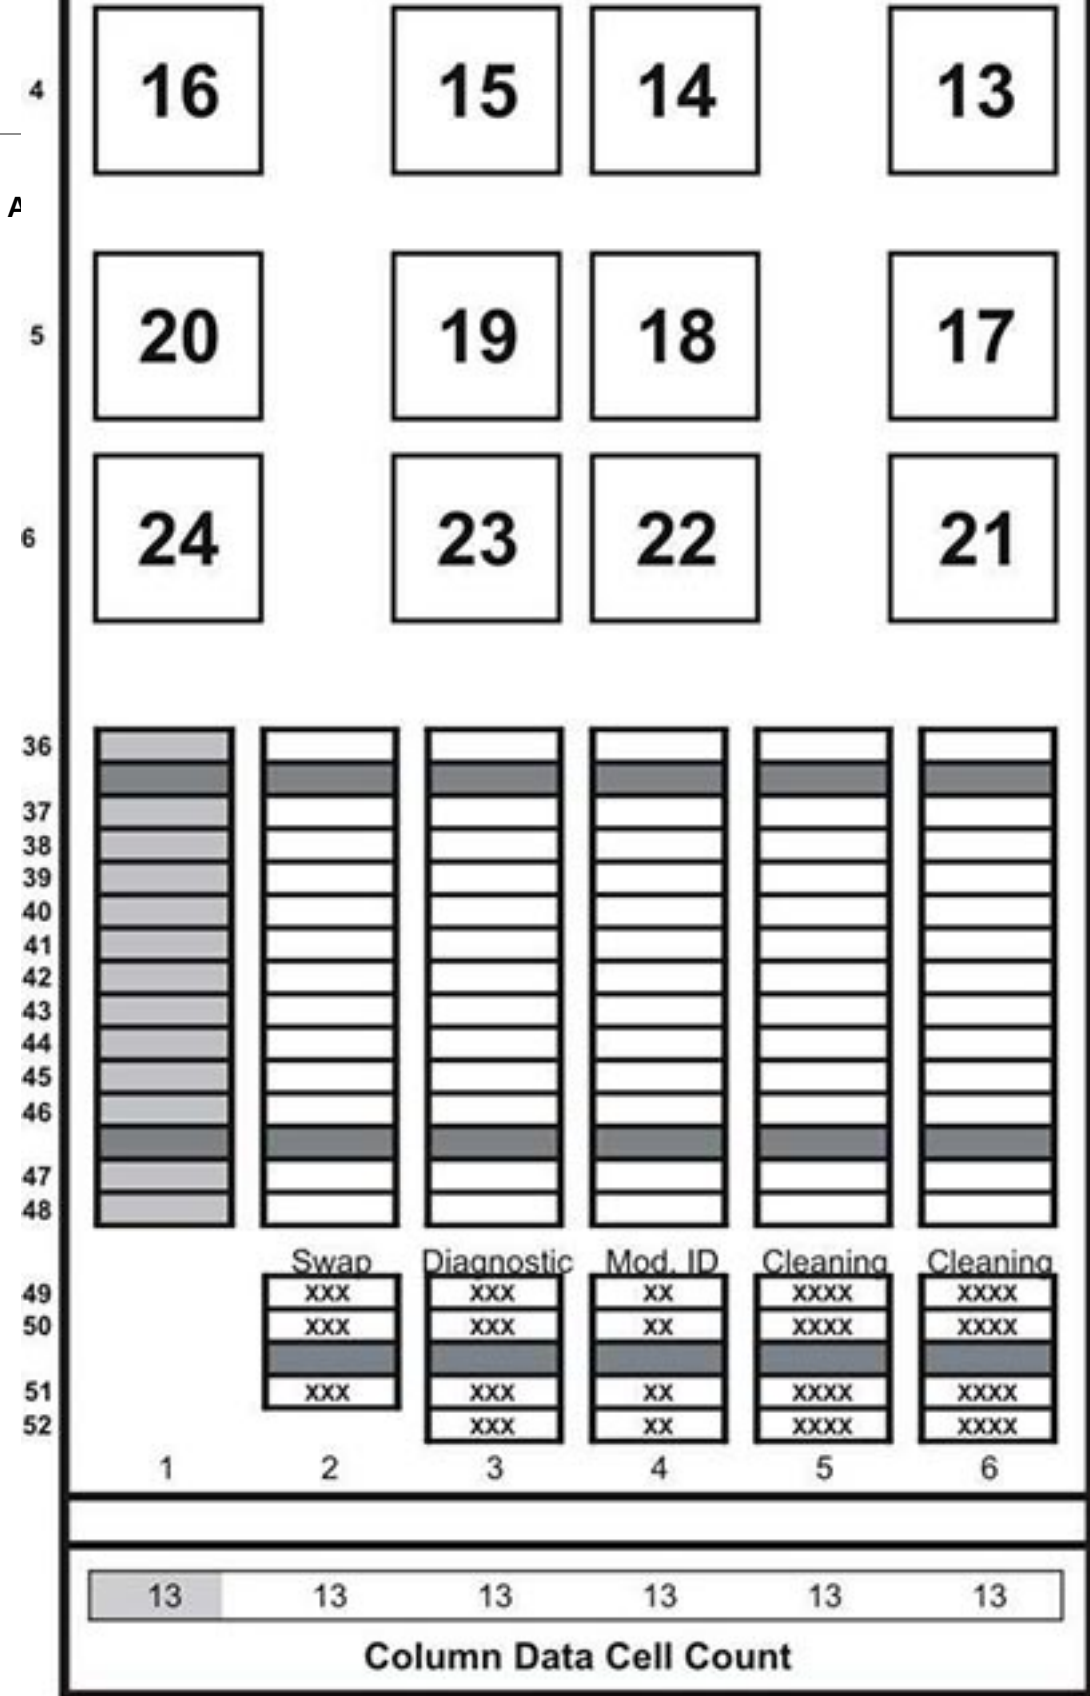 4 16 15 14 13
A
5 20 19 18 17
6 24 23 22 21
36
37
38
39
40
41
42
43
44
45
46
47
48
Swap Diagnostic Mod. ID Cleaning Cleaning
49 XXX XXX XX XXXX XXXX
50 XXX XXX XX XXXX XXXX
51 XXX XXX XX XXXX XXXX
52 XXX XX XXXX XXXX
1 2 3 4 5 6
13 13 13 13 13 13
Column Data Cell Count